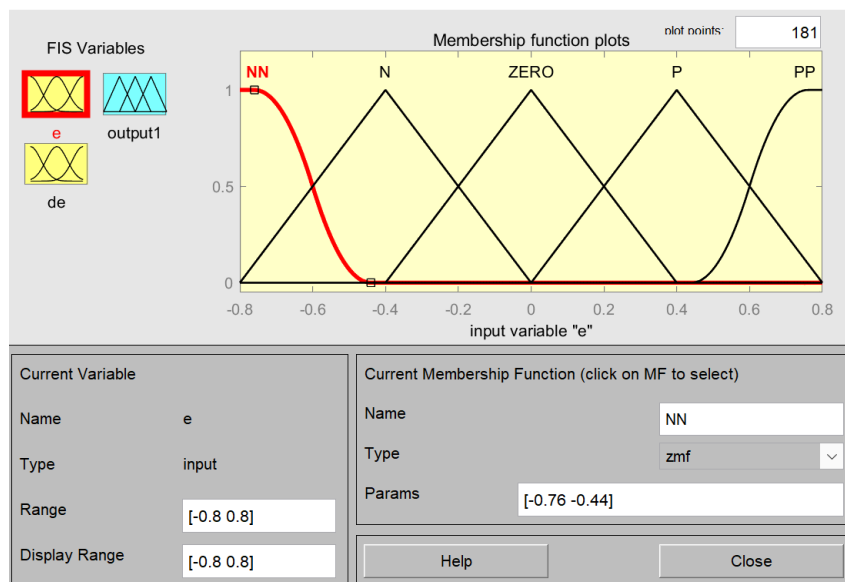 FIS Variables
e
output1
de
Membership function plots
plot points:
181
NN
N
ZERO
P
PP
1
0.5
0
-0.8
-0.6
-0.4
-0.2
0
0.2
0.4
0.6
0.8
input variable "e"
Current Variable
Name
e
Type
input
Range
[-0.8 0.8]
Display Range
[-0.8 0.8]
Current Membership Function (click on MF to select)
Name
NN
Type
zmf
Params
[-0.76 -0.44]
Help
Close